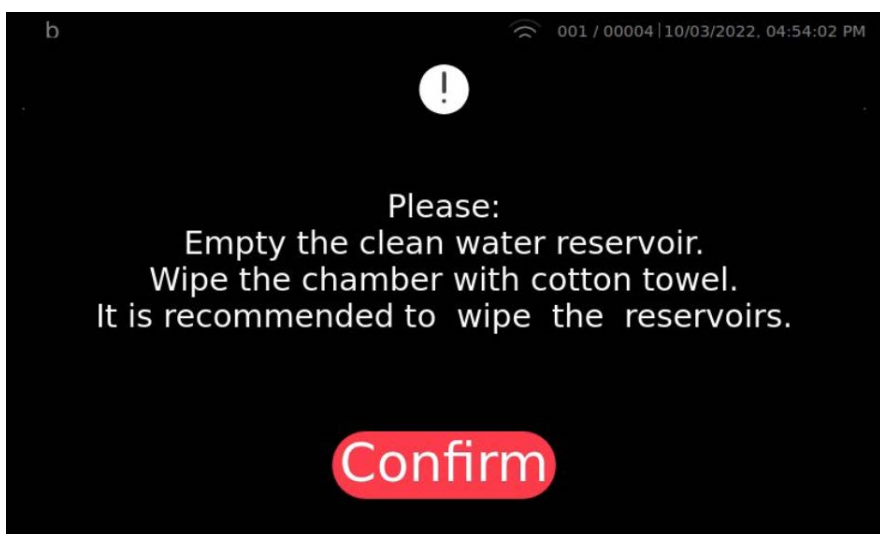 b
001 / 00004 | 10/03/2022, 04:54:02 PM
!
Please:
Empty the clean water reservoir.
Wipe the chamber with cotton towel.
It is recommended to wipe the reservoirs.
Confirm